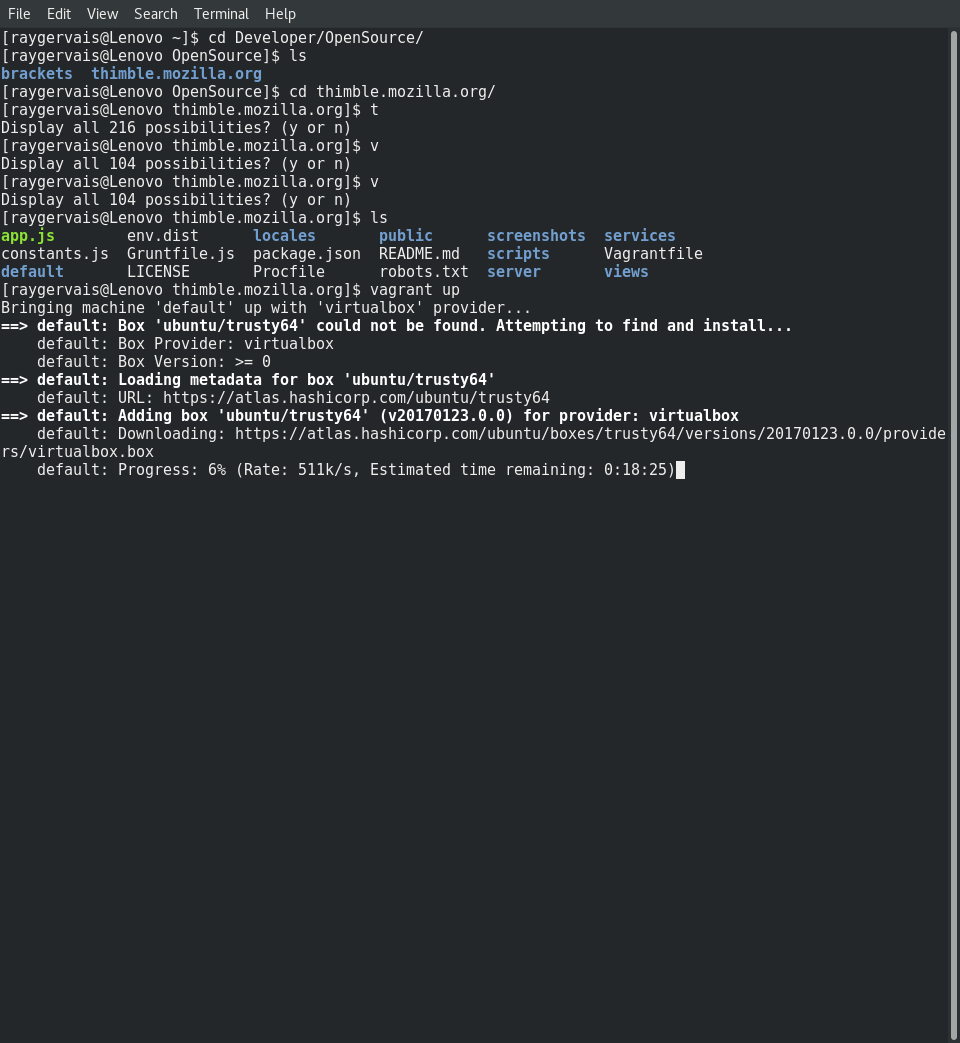 File Edit View Search Terminal Help
[raygervais@Lenovo ~]$ cd Developer/OpenSource/
[raygervais@Lenovo OpenSource]$ ls
brackets  thimble.mozilla.org
[raygervais@Lenovo OpenSource]$ cd thimble.mozilla.org/
[raygervais@Lenovo thimble.mozilla.org]$ t
Display all 216 possibilities? (y or n)
[raygervais@Lenovo thimble.mozilla.org]$ v
Display all 104 possibilities? (y or n)
[raygervais@Lenovo thimble.mozilla.org]$ v
Display all 104 possibilities? (y or n)
[raygervais@Lenovo thimble.mozilla.org]$ ls
app.js        env.dist      locales       public      screenshots  services
constants.js  Gruntfile.js  package.json  README.md   scripts      Vagrantfile
default       LICENSE       Procfile      robots.txt  server       views
[raygervais@Lenovo thimble.mozilla.org]$ vagrant up
Bringing machine 'default' up with 'virtualbox' provider...
==> default: Box 'ubuntu/trusty64' could not be found. Attempting to find and install...
    default: Box Provider: virtualbox
    default: Box Version: >= 0
==> default: Loading metadata for box 'ubuntu/trusty64'
    default: URL: https://atlas.hashicorp.com/ubuntu/trusty64
==> default: Adding box 'ubuntu/trusty64' (v20170123.0.0) for provider: virtualbox
    default: Downloading: https://atlas.hashicorp.com/ubuntu/boxes/trusty64/versions/20170123.0.0/provide
rs/virtualbox.box
    default: Progress: 6% (Rate: 511k/s, Estimated time remaining: 0:18:25)